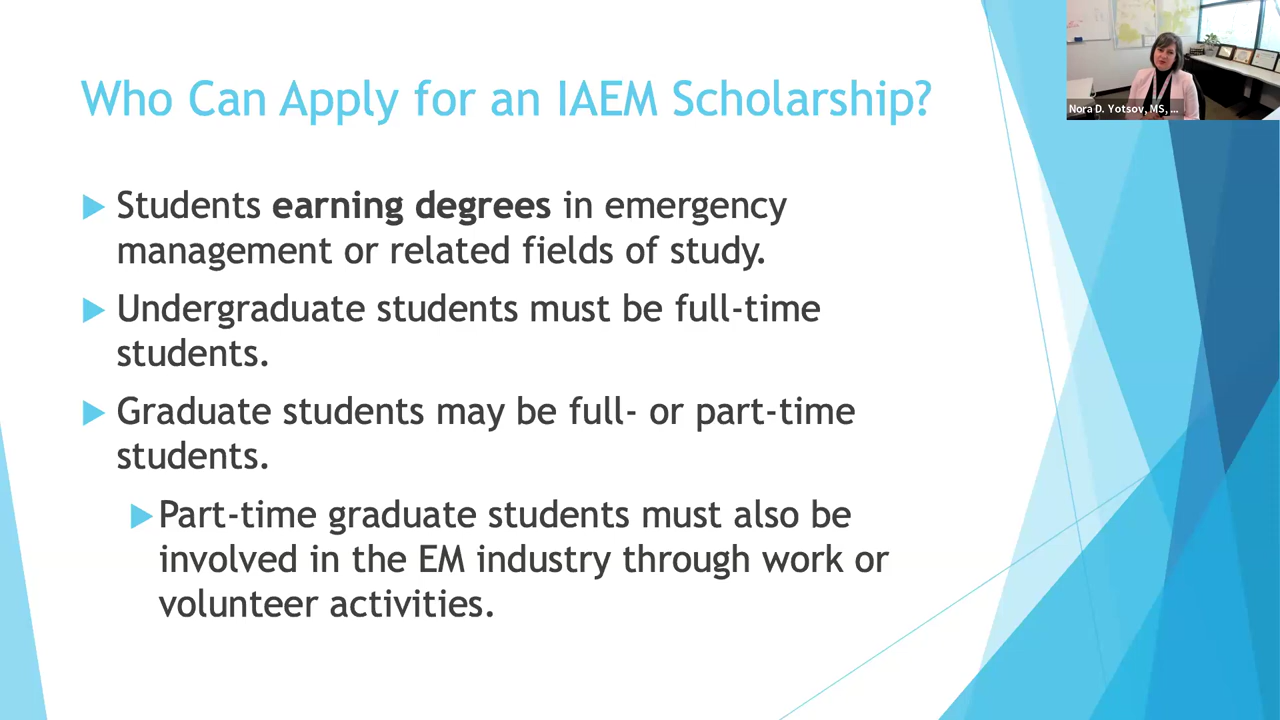 Who Can Apply for an IAEM Scholarship?
Students earning degrees in emergency
management or related fields of study.
Undergraduate students must be full-time
students.
Graduate students may be full- or part-time
students.
Part-time graduate students must also be
involved in the EM industry through work or
volunteer activities.
Nora D. Yotsov, MS, ...